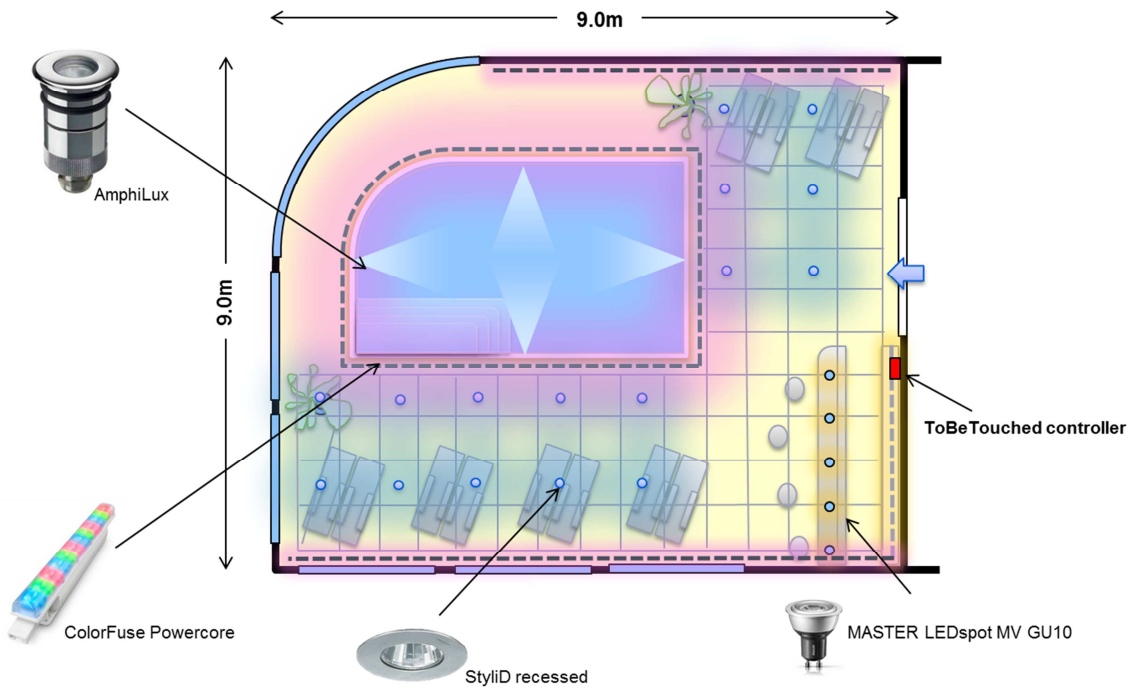 9.0m
9.0m
AmphiLux
ToBeTouched controller
ColorFuse Powercore
StyliD recessed
MASTER LEDspot MV GU10